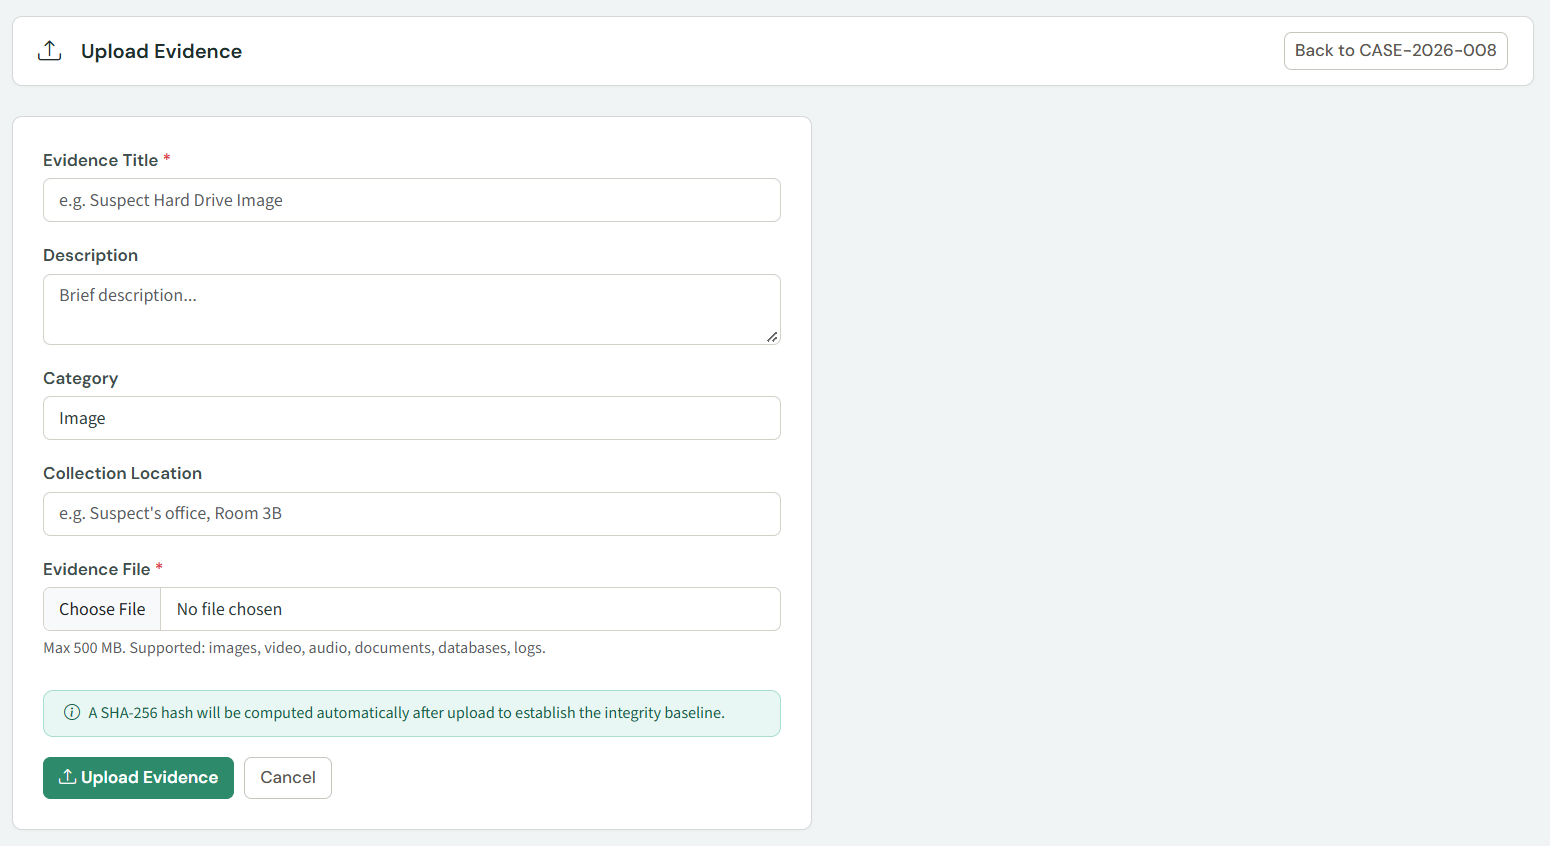 Upload Evidence
Back to CASE-2026-008
Evidence Title *
e.g. Suspect Hard Drive Image
Description
Brief description...
Category
Image
Collection Location
e.g. Suspect's office, Room 3B
Evidence File *
Choose File No file chosen
Max 500 MB. Supported: images, video, audio, documents, databases, logs.
A SHA-256 hash will be computed automatically after upload to establish the integrity baseline.
Upload Evidence
Cancel